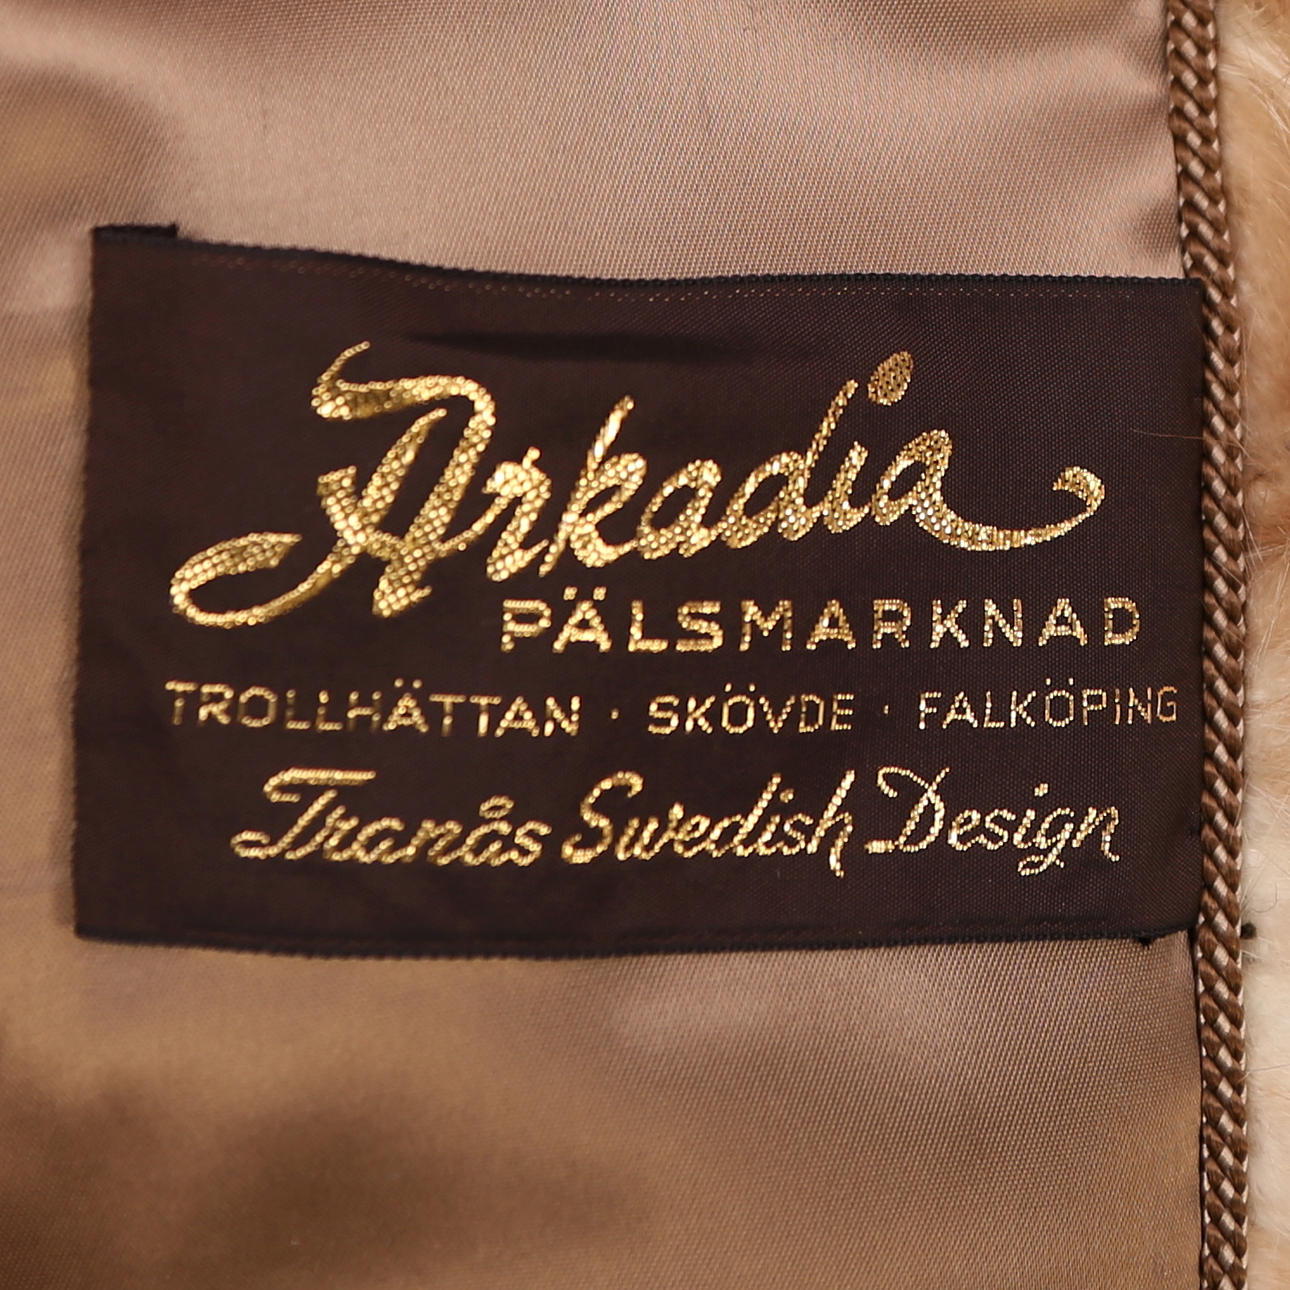 Arkadia
PÄLSMARKNAD
TROLLHÄTTAN · SKÖVDE · FALKÖPING
Tranås Swedish Design